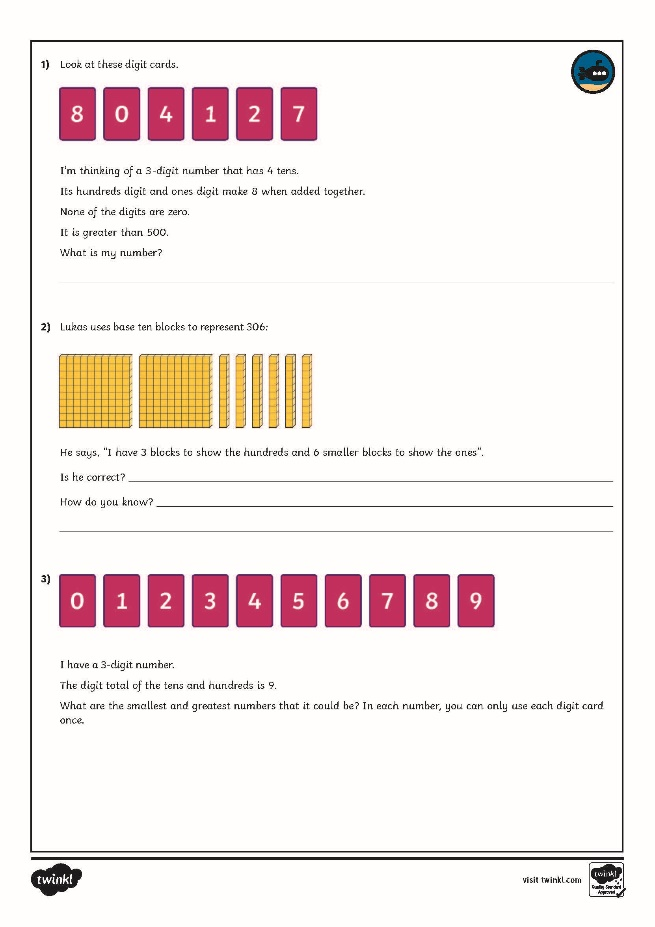 1) Look at these digit cards.
8 0 4 1 2 7
I'm thinking of a 3-digit number that has 4 tens.
Its hundreds digit and ones digit make 8 when added together.
None of the digits are zero.
It is greater than 500.
What is my number?
2) Lukas uses base ten blocks to represent 306:
He says, "I have 3 blocks to show the hundreds and 6 smaller blocks to show the ones".
Is he correct?
How do you know?
3) 0 1 2 3 4 5 6 7 8 9
I have a 3-digit number.
The digit total of the tens and hundreds is 9.
What are the smallest and greatest numbers that it could be? In each number, you can only use each digit card
once.
twinkl
visit twinkl.com
twinkl
Quality Standard
Approved